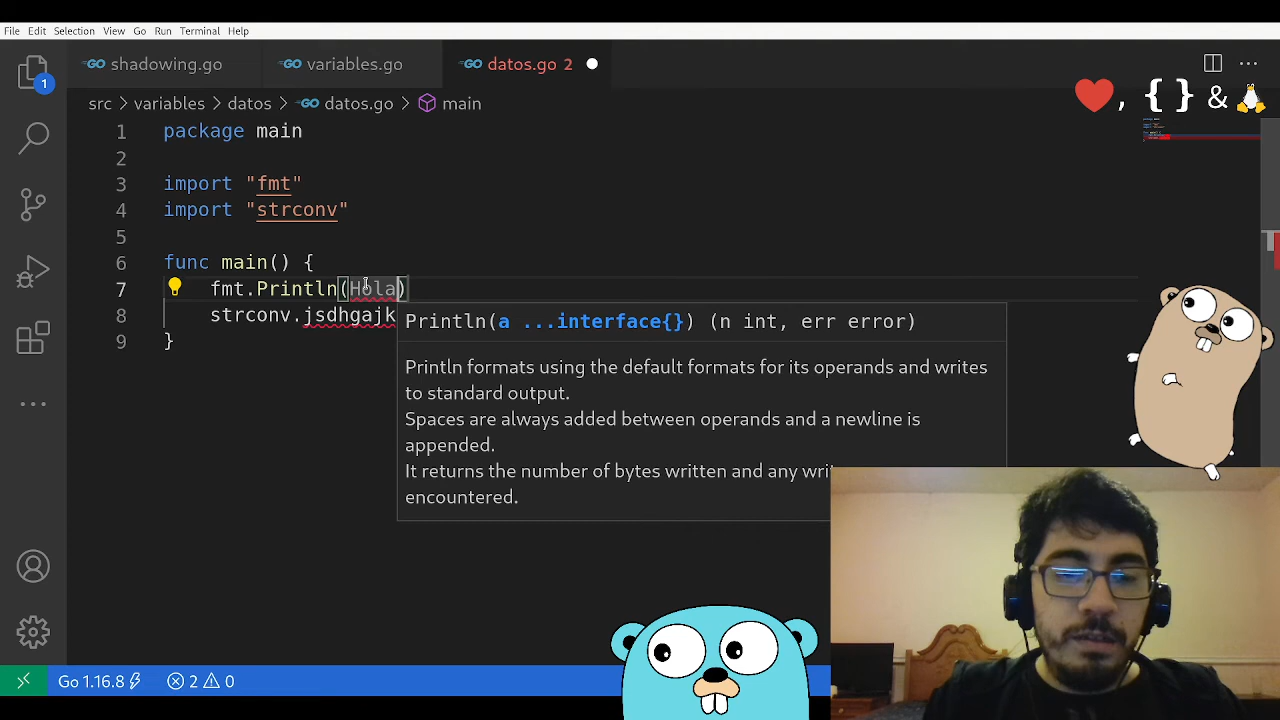 File Edit Selection View Go Run Terminal Help
shadowing.go variables.go datos.go 2
1
src > variables > datos > datos.go > main
, { } &
1 package main
2
3 import "fmt"
4 import "strconv"
5
6 func main() {
7 fmt.Println(Hola)
8 strconv.jsdhgajk
9 }
Println(a ...interface{}) (n int, err error)
Println formats using the default formats for its operands and writes
to standard output.
Spaces are always added between operands and a newline is
appended.
It returns the number of bytes written and any
encountered.
Go 1.16.8 2 0